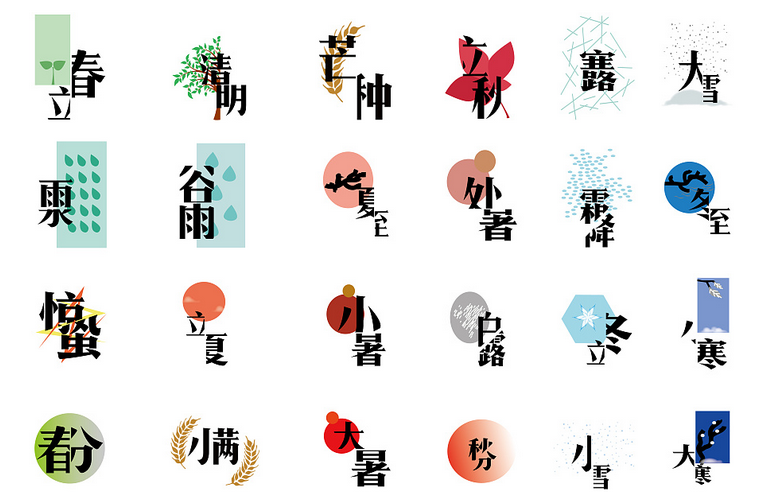 立春
清明
芒种
立秋
寒露
大雪
雨水
谷雨
夏至
处暑
霜降
冬至
惊蛰
立夏
小暑
白露
立冬
小寒
春分
小满
大暑
秋分
小雪
大寒